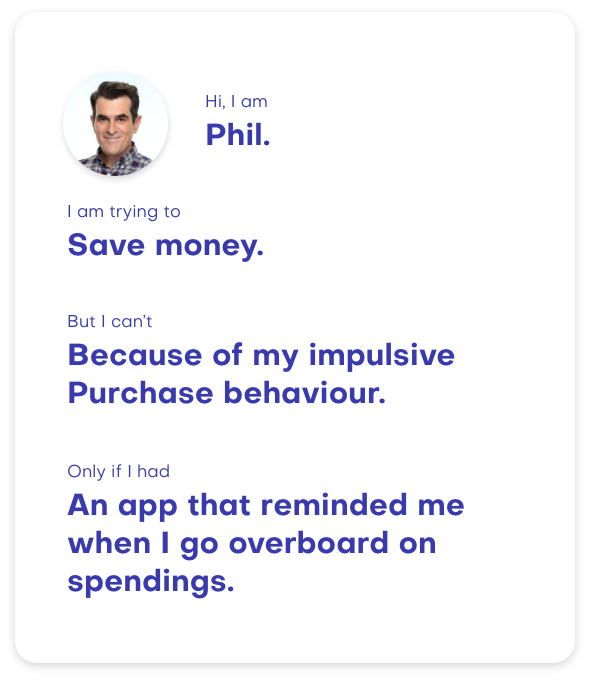 Hi, I am
Phil.
I am trying to
Save money.
But I can’t
Because of my impulsive
Purchase behaviour.
Only if I had
An app that reminded me
when I go overboard on
spendings.